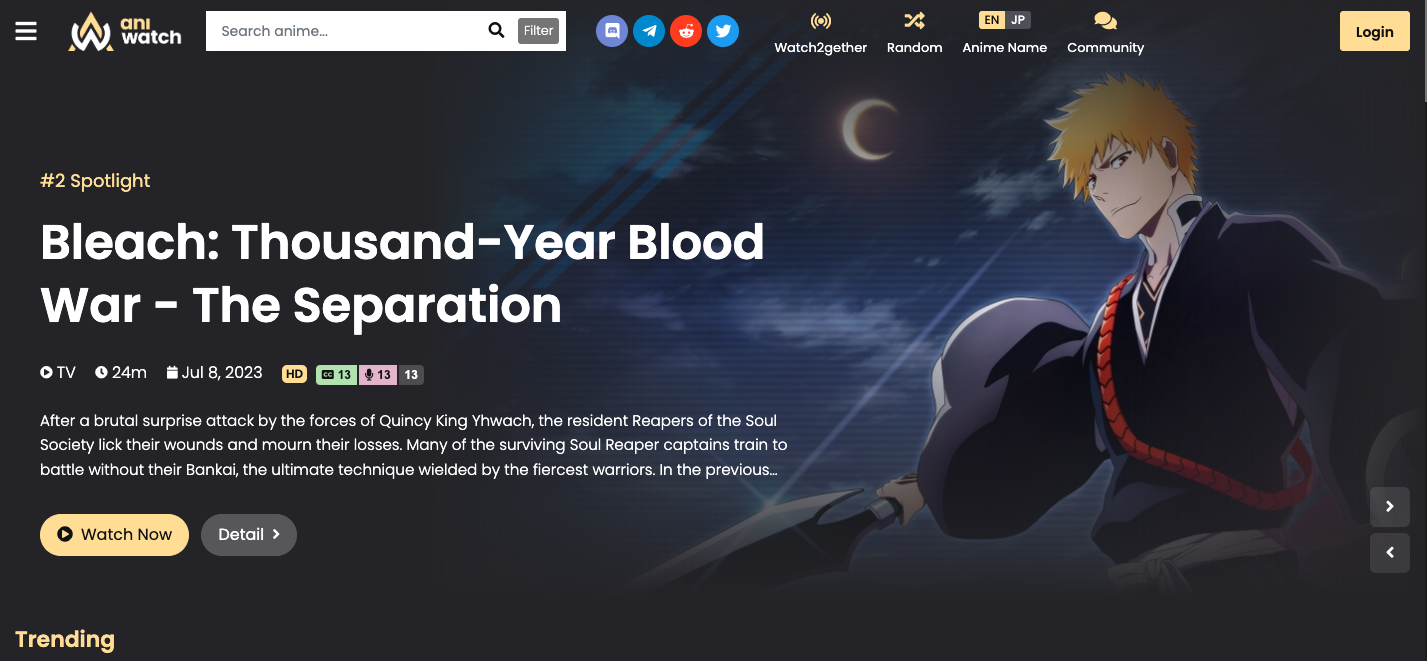 ani
watch
Search anime...
Filter
EN JP
Watch2gether
Random
Anime Name
Community
Login
#2 Spotlight
Bleach: Thousand-Year Blood
War - The Separation
TV 24m Jul 8, 2023 HD CC 13 13 13
After a brutal surprise attack by the forces of Quincy King Yhwach, the resident Reapers of the Soul
Society lick their wounds and mourn their losses. Many of the surviving Soul Reaper captains train to
battle without their Bankai, the ultimate technique wielded by the fiercest warriors. In the previous...
Watch Now
Detail
Trending